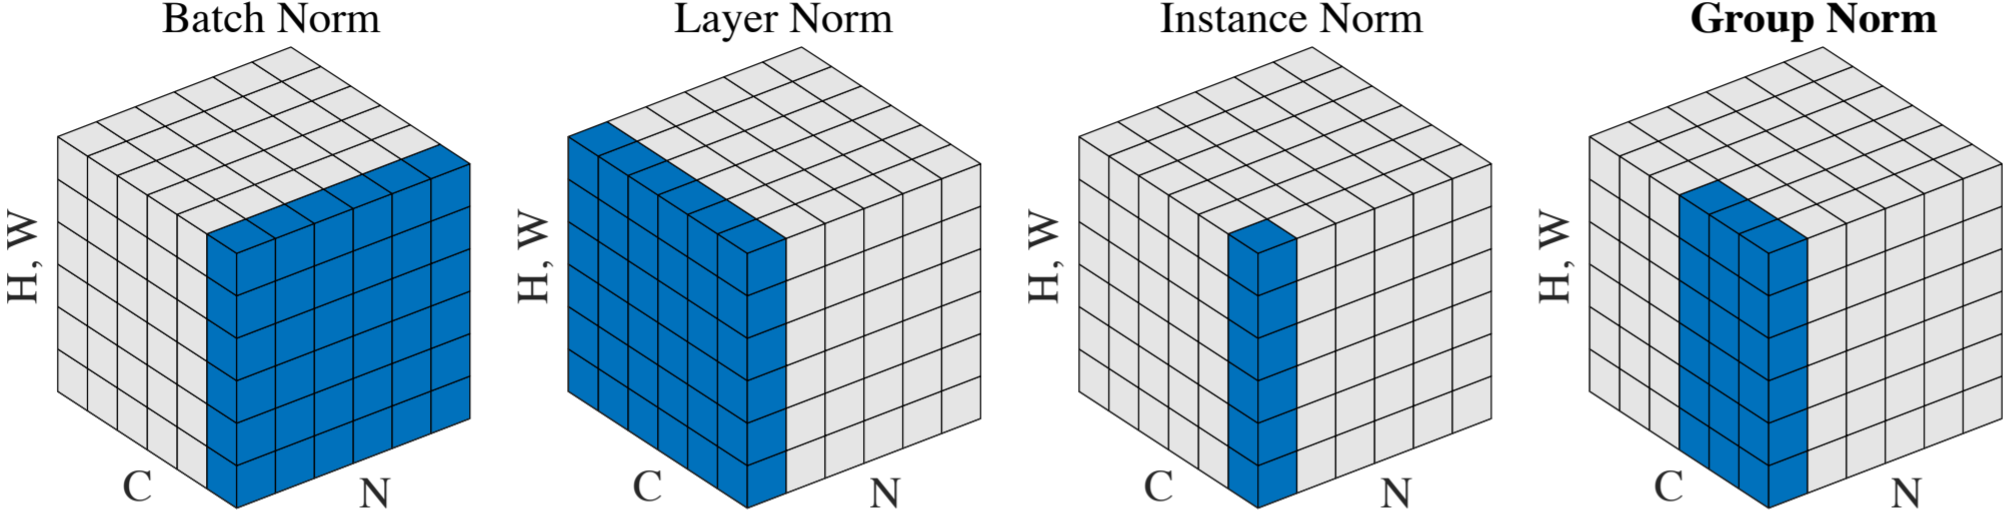 Batch Norm
Layer Norm
Instance Norm
Group Norm
H, W
C
N
H, W
C
N
H, W
C
N
H, W
C
N